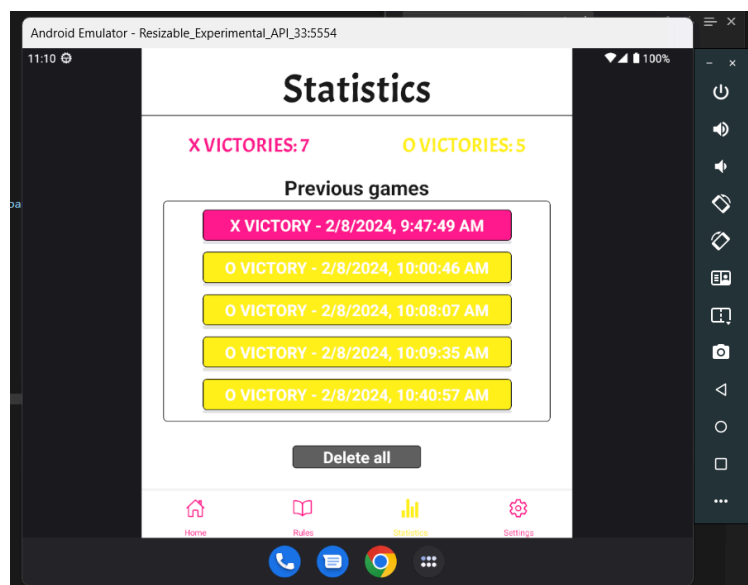 Android Emulator - Resizable_Experimental_API_33:5554
11:10
100%
Statistics
X VICTORIES: 7
O VICTORIES: 5
Previous games
X VICTORY - 2/8/2024, 9:47:49 AM
O VICTORY - 2/8/2024, 10:00:46 AM
O VICTORY - 2/8/2024, 10:08:07 AM
O VICTORY - 2/8/2024, 10:09:35 AM
O VICTORY - 2/8/2024, 10:40:57 AM
Delete all
Home
Rules
Statistics
Settings